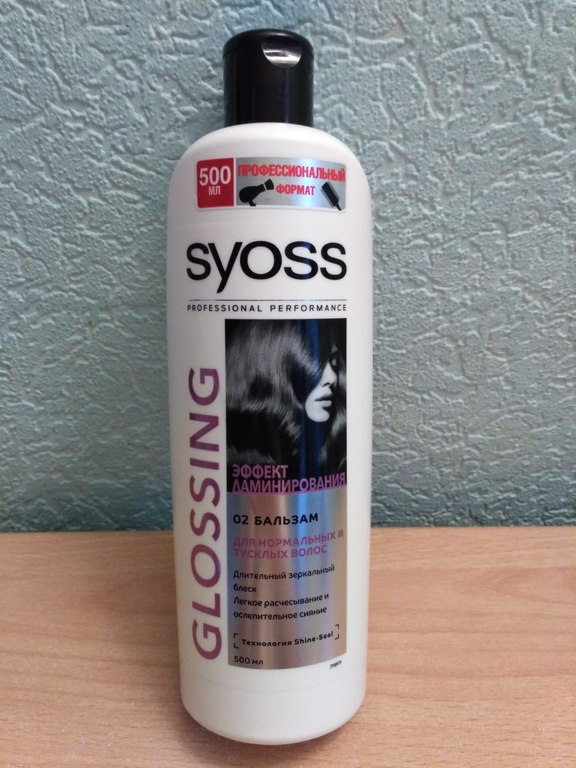 500
МЛ
ПРОФЕССИОНАЛЬНЫЙ
ФОРМАТ
syoss
PROFESSIONAL PERFORMANCE
GLOSSING
ЭФФЕКТ
ЛАМИНИРОВАНИЯ
02 БАЛЬЗАМ
ДЛЯ НОРМАЛЬНЫХ И
ТУСКЛЫХ ВОЛОС
Длительный зеркальный
блеск
Легкое расчесывание и
ослепительное сияние
Технология Shine-Seal
500 мл